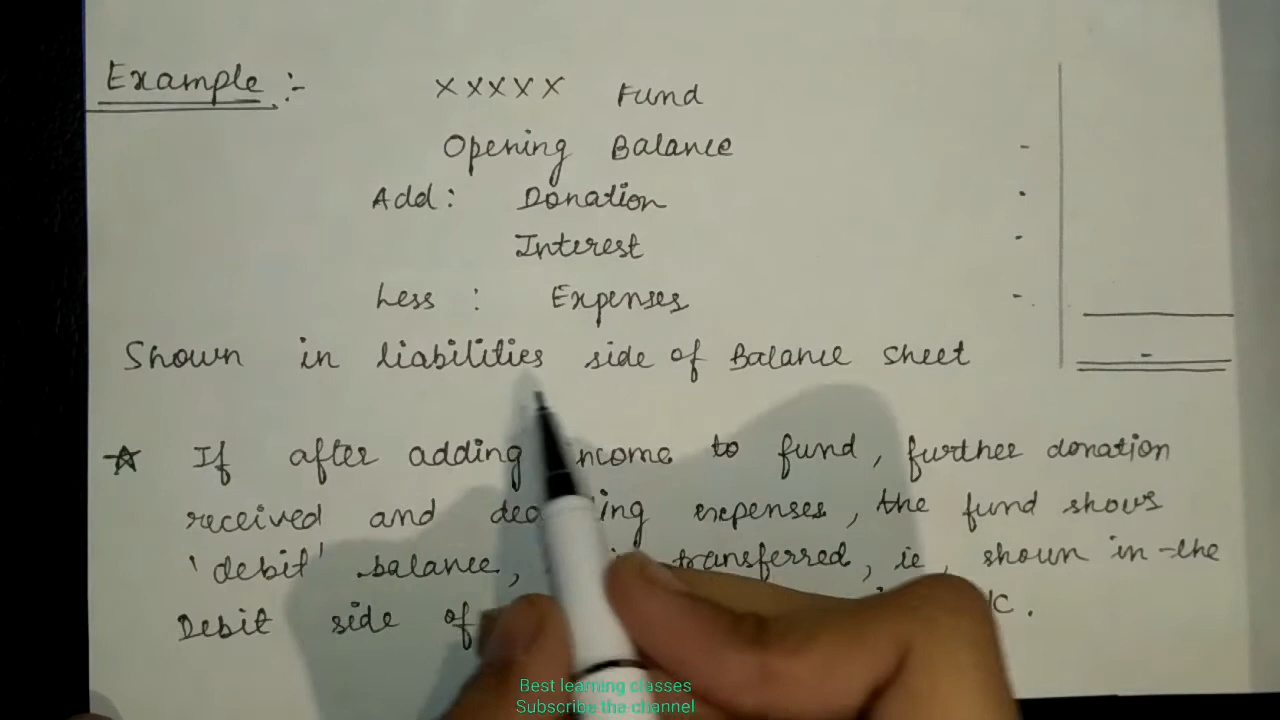 Example :-
XXXXX Fund
Opening Balance -
Add: Donation -
Interest -
Less : Expenses -
Shown in liabilities side of Balance sheet -
☆ If after adding income to fund, further donation
received and expenses, the fund shows
'debit' balance, transferred, ie, shown in the
Debit side of
Best learning classes
Subscribe the channel